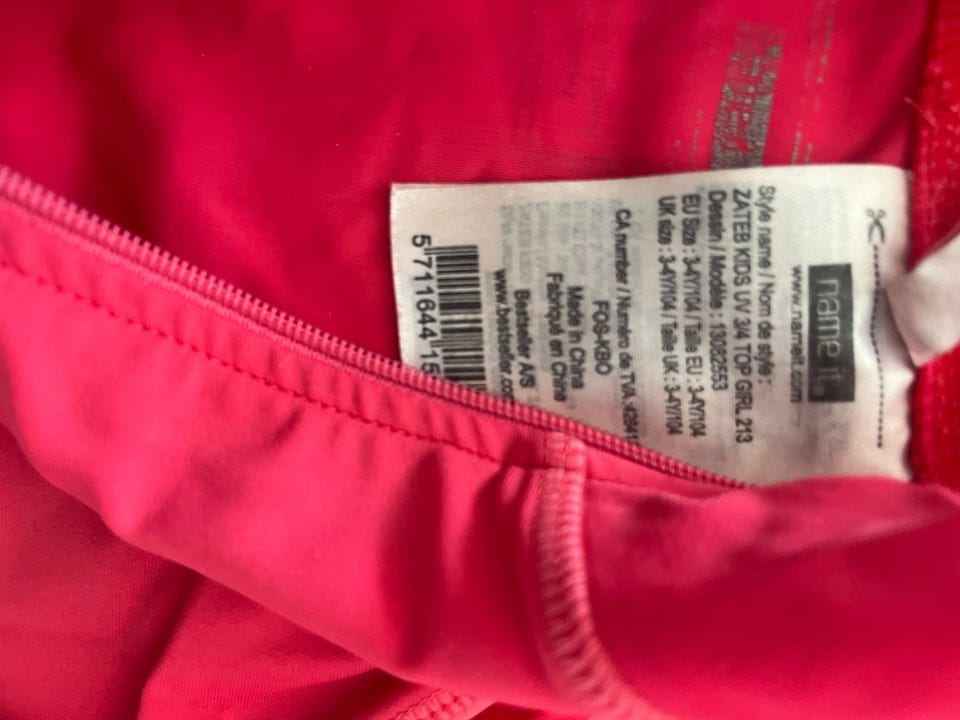 name it.
www.nameit.com
Style name / Nom de style :
ZATEB KIDS UV 3/4 TOP GIRL 213
Dessin / Modèle : 13082553
EU Size : 3-4Y/104 / Taille EU : 3-4Y/104
UK size : 3-4Y/104 / Taille UK : 3-4Y/104
CA number / Numéro de TVA :
FOS-KBO
Made in China
Fabriqué en Chine
Bestseller A/S
www.bestseller.com
5 711644 15